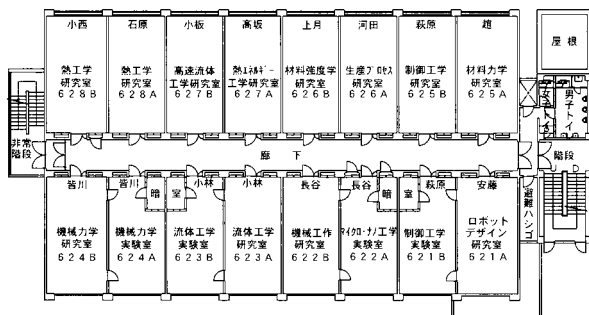 小西
熱工学
研究室
628B
石原
熱工学
研究室
628A
小板
高速流体
工学研究室
627B
高坂
熱エネルギー
工学研究室
627A
上月
材料強度学
研究室
626B
河田
生産プロセス
研究室
626A
萩原
制御工学
研究室
625B
趙
材料力学
研究室
625A
屋根
女子トイレ
男子トイレ
非常
階段
廊下
階段
皆川
機械力学
研究室
624B
皆川
機械力学
実験室
624A
暗室
小林
流体工学
実験室
623B
小林
流体工学
研究室
623A
長谷
機械工作
研究室
622B
長谷
マイクロ・ナノ工学
実験室
622A
暗室
萩原
制御工学
実験室
621B
安藤
ロボット
デザイン
研究室
621A
避難ハシゴ